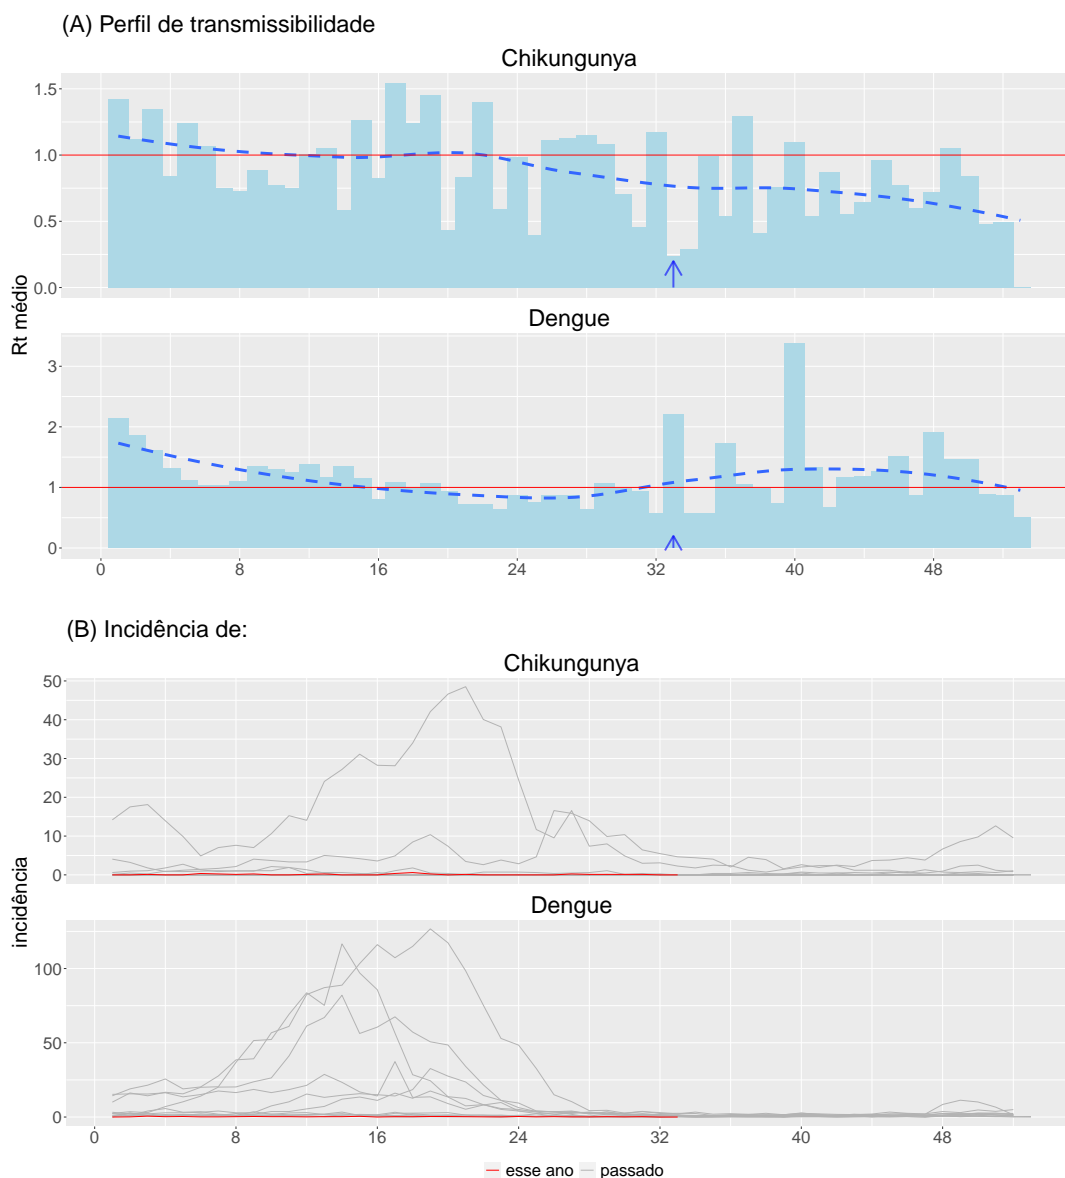 (A) Perfil de transmissibilidade
Chikungunya
1.5
1.0
0.5
0.0
Rt médio
Dengue
3
2
1
0
0 8 16 24 32 40 48
(B) Incidência de:
Chikungunya
50
40
30
20
10
0
incidência
Dengue
100
50
0
0 8 16 24 32 40 48
esse ano passado